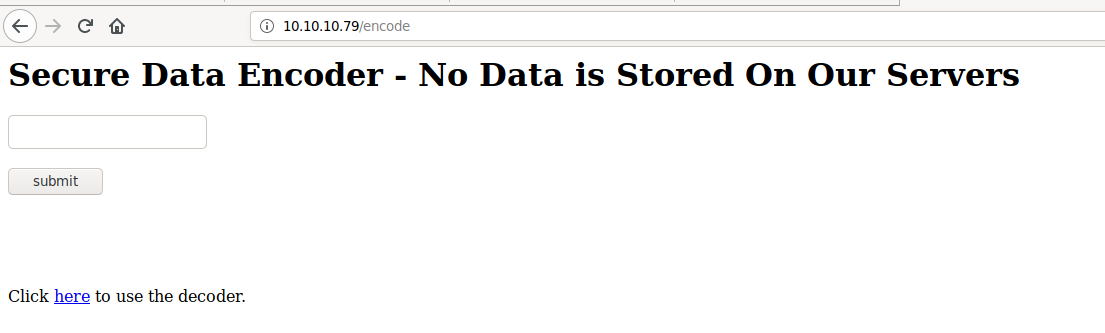 10.10.10.79/encode
Secure Data Encoder - No Data is Stored On Our Servers
submit
Click here to use the decoder.